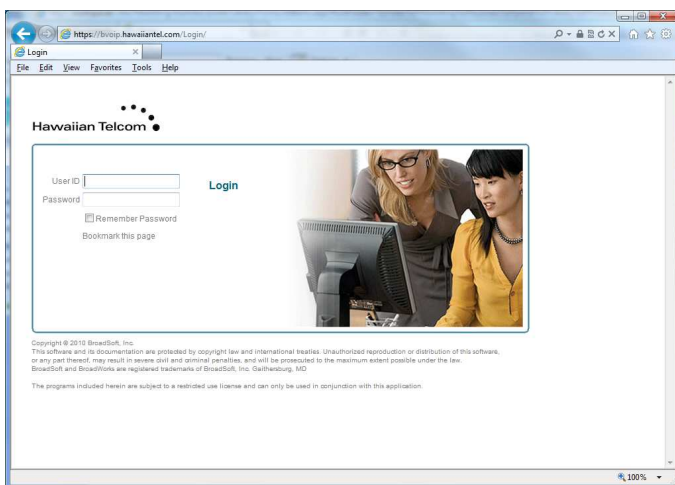 https://bvoip.hawaiiantel.com/Login/
Login
File Edit View Favorites Tools Help
Hawaiian Telcom
User ID
Login
Password
Remember Password
Bookmark this page
Copyright © 2010 BroadSoft, Inc.
This software and its documentation are protected by copyright law and international treaties. Unauthorized reproduction or distribution of this software,
or any part thereof, may result in severe civil and criminal penalties, and will be prosecuted to the maximum extent possible under the law.
BroadSoft and BroadWorks are registered trademarks of BroadSoft, Inc. Gaithersburg, MD
The programs included herein are subject to a restricted use license and can only be used in conjunction with this application.
100%